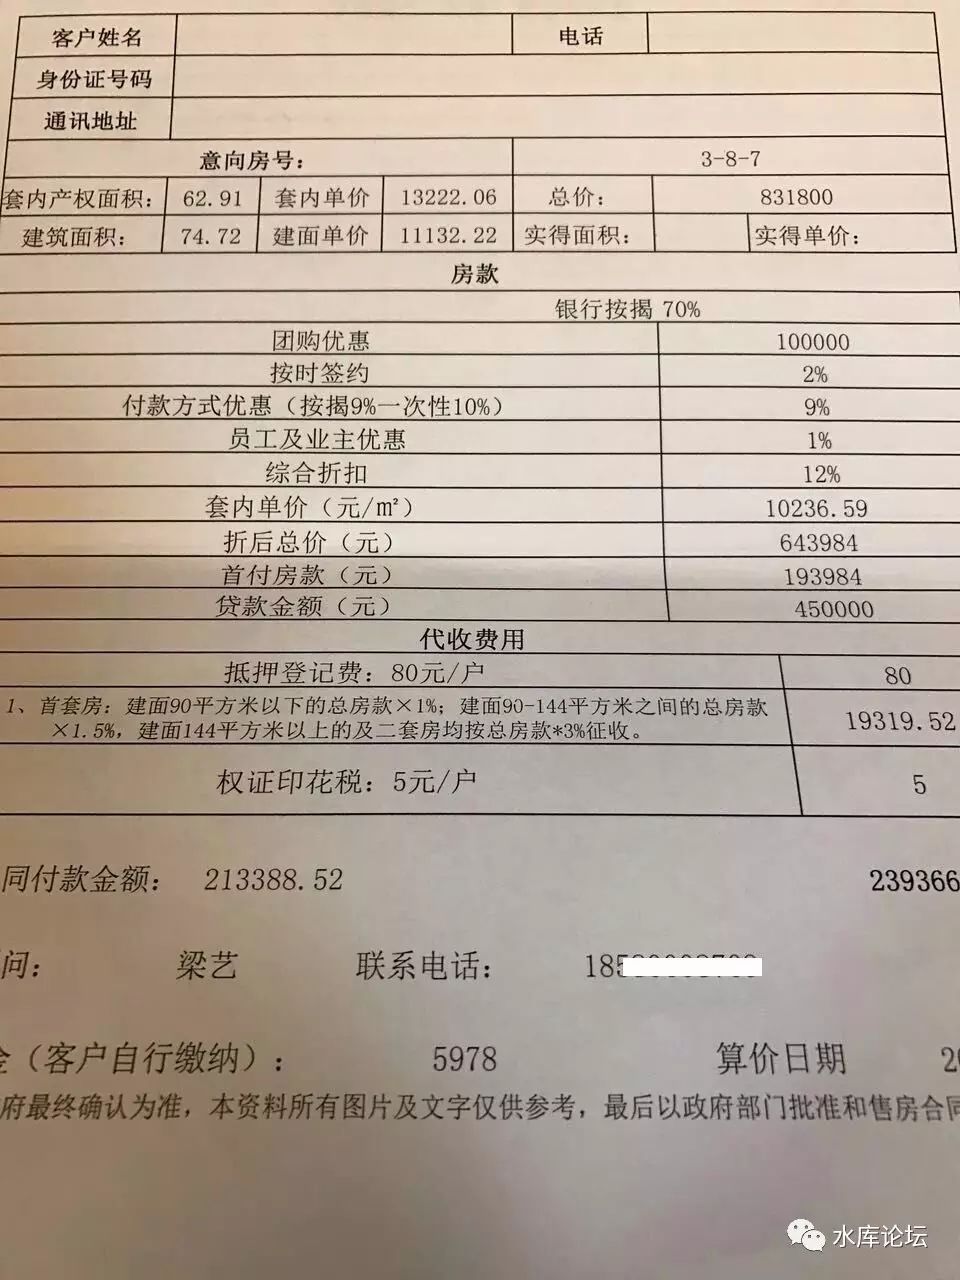 客户姓名 电话
身份证号码
通讯地址
意向房号： 3-8-7
套内产权面积： 62.91 套内单价 13222.06 总价： 831800
建筑面积： 74.72 建面单价 11132.22 实得面积： 实得单价：
房款
银行按揭 70%
团购优惠 100000
按时签约 2%
付款方式优惠（按揭9%一次性10%） 9%
员工及业主优惠 1%
综合折扣 12%
套内单价（元/㎡） 10236.59
折后总价（元） 643984
首付房款（元） 193984
贷款金额（元） 450000
代收费用
抵押登记费：80元/户 80
1、首套房：建面90平方米以下的总房款×1%；建面90-144平方米之间的总房款
×1.5%，建面144平方米以上的及二套房均按总房款*3%征收。 19319.52
权证印花税：5元/户 5
同付款金额： 213388.52 239366
问： 梁艺 联系电话： 185
金（客户自行缴纳）： 5978 算价日期 20
府最终确认为准，本资料所有图片及文字仅供参考，最后以政府部门批准和售房合同
水库论坛